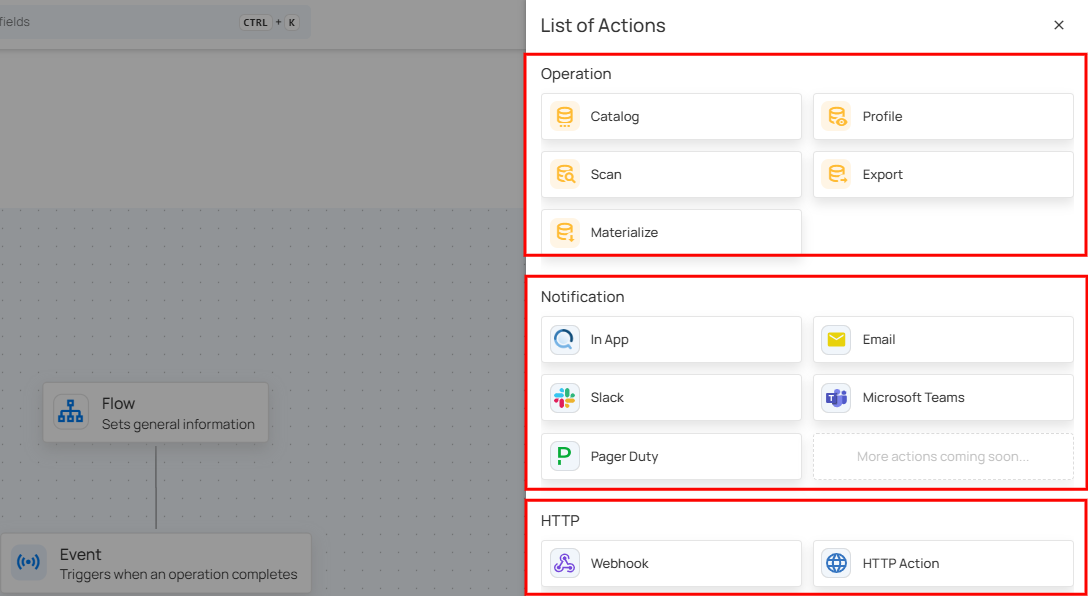 fields
CTRL + K
List of Actions
Operation
Catalog
Profile
Scan
Export
Materialize
Notification
In App
Email
Slack
Microsoft Teams
Pager Duty
More actions coming soon...
HTTP
Webhook
HTTP Action
Flow
Sets general information
Event
Triggers when an operation completes